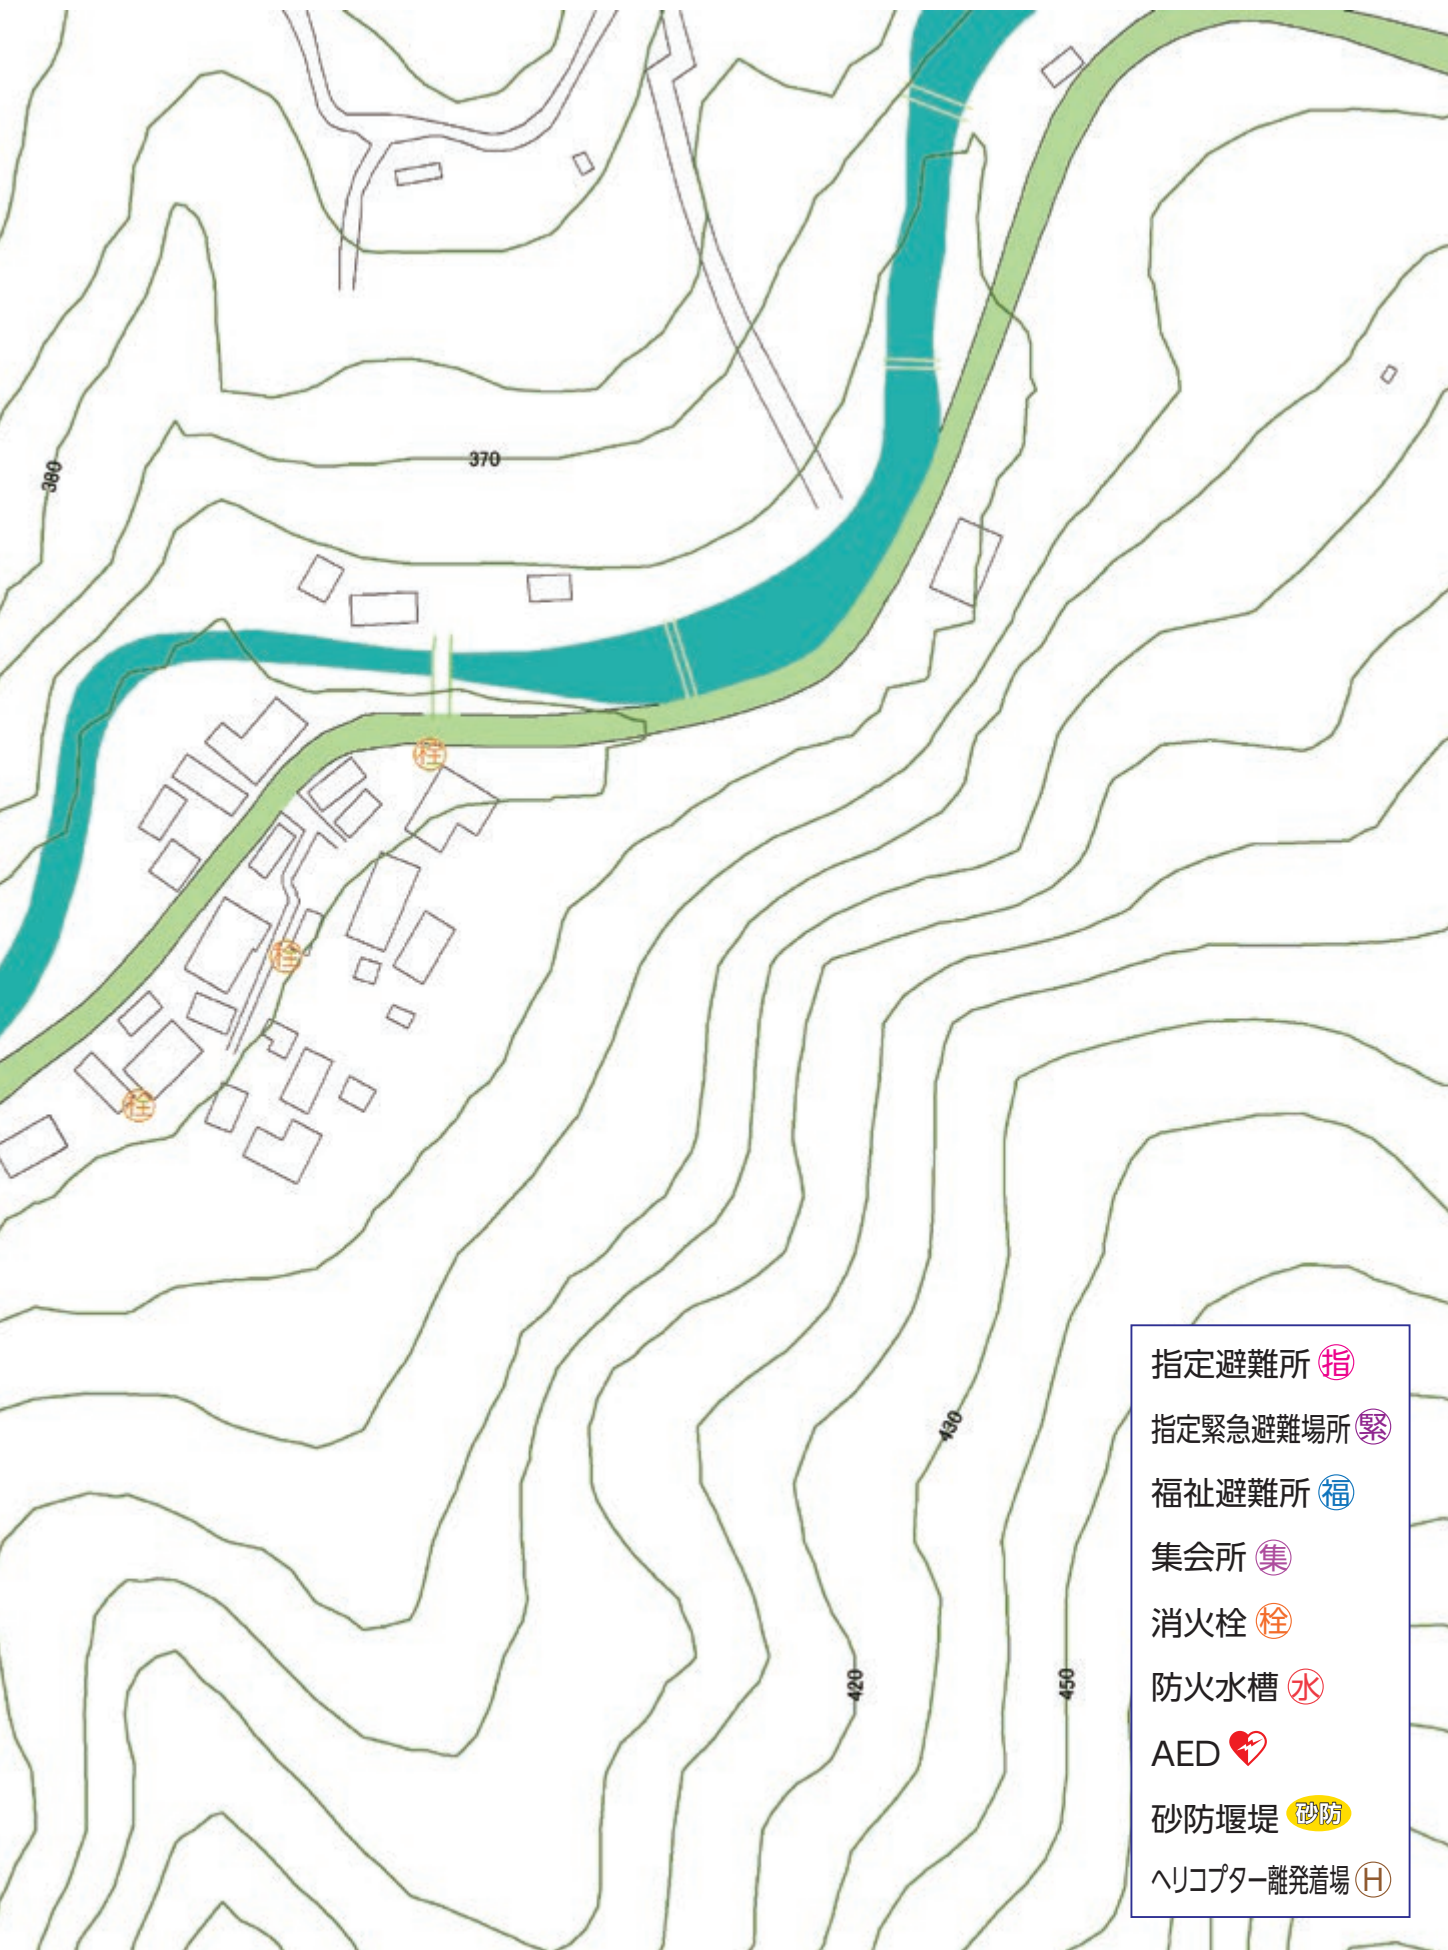 380
370
栓
栓
栓
430
420
450
指定避難所 指
指定緊急避難場所 緊
福祉避難所 福
集会所 集
消火栓 栓
防火水槽 水
AED
砂防堰堤 砂防
ヘリコプター離発着場 H